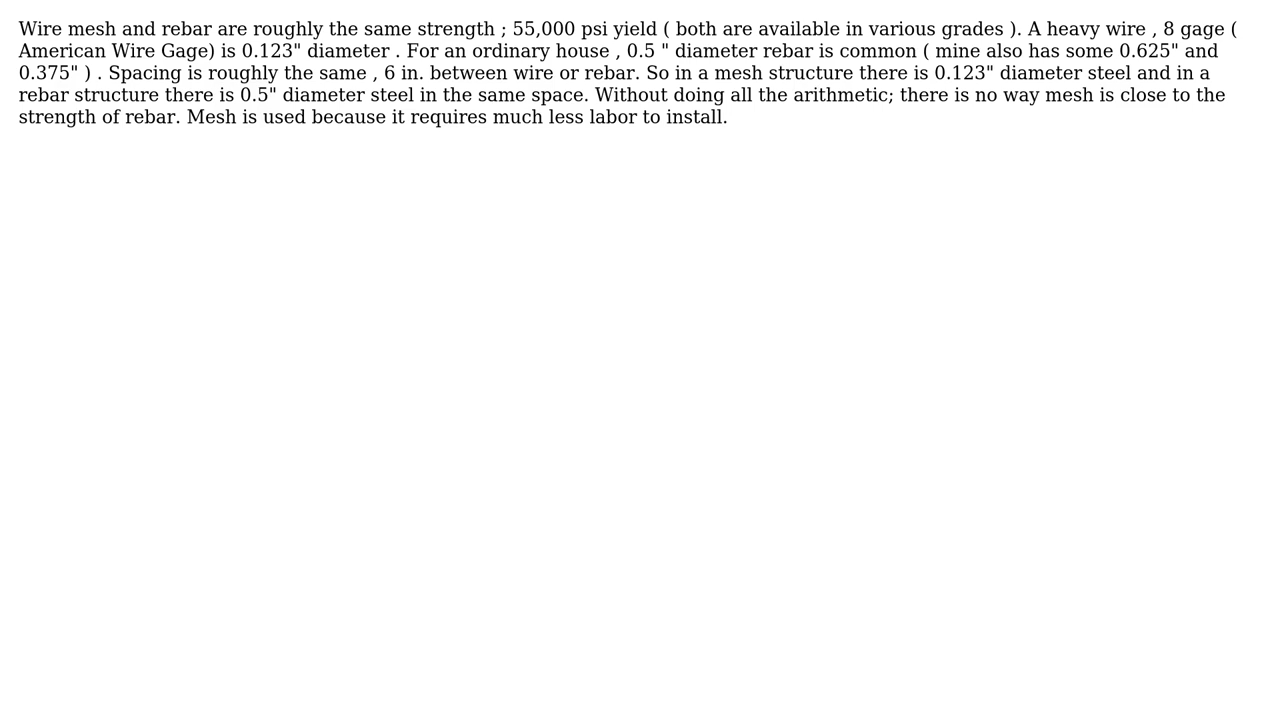 Wire mesh and rebar are roughly the same strength ; 55,000 psi yield ( both are available in various grades ). A heavy wire , 8 gage (
American Wire Gage) is 0.123" diameter . For an ordinary house , 0.5 " diameter rebar is common ( mine also has some 0.625" and
0.375" ) . Spacing is roughly the same , 6 in. between wire or rebar. So in a mesh structure there is 0.123" diameter steel and in a
rebar structure there is 0.5" diameter steel in the same space. Without doing all the arithmetic; there is no way mesh is close to the
strength of rebar. Mesh is used because it requires much less labor to install.